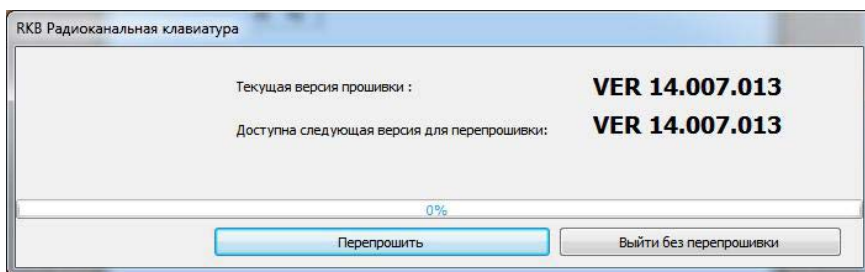 RKB Радиоканальная клавиатура
Текущая версия прошивки : VER 14.007.013
Доступна следующая версия для перепрошивки: VER 14.007.013
0%
Перепрошить Выйти без перепрошивки